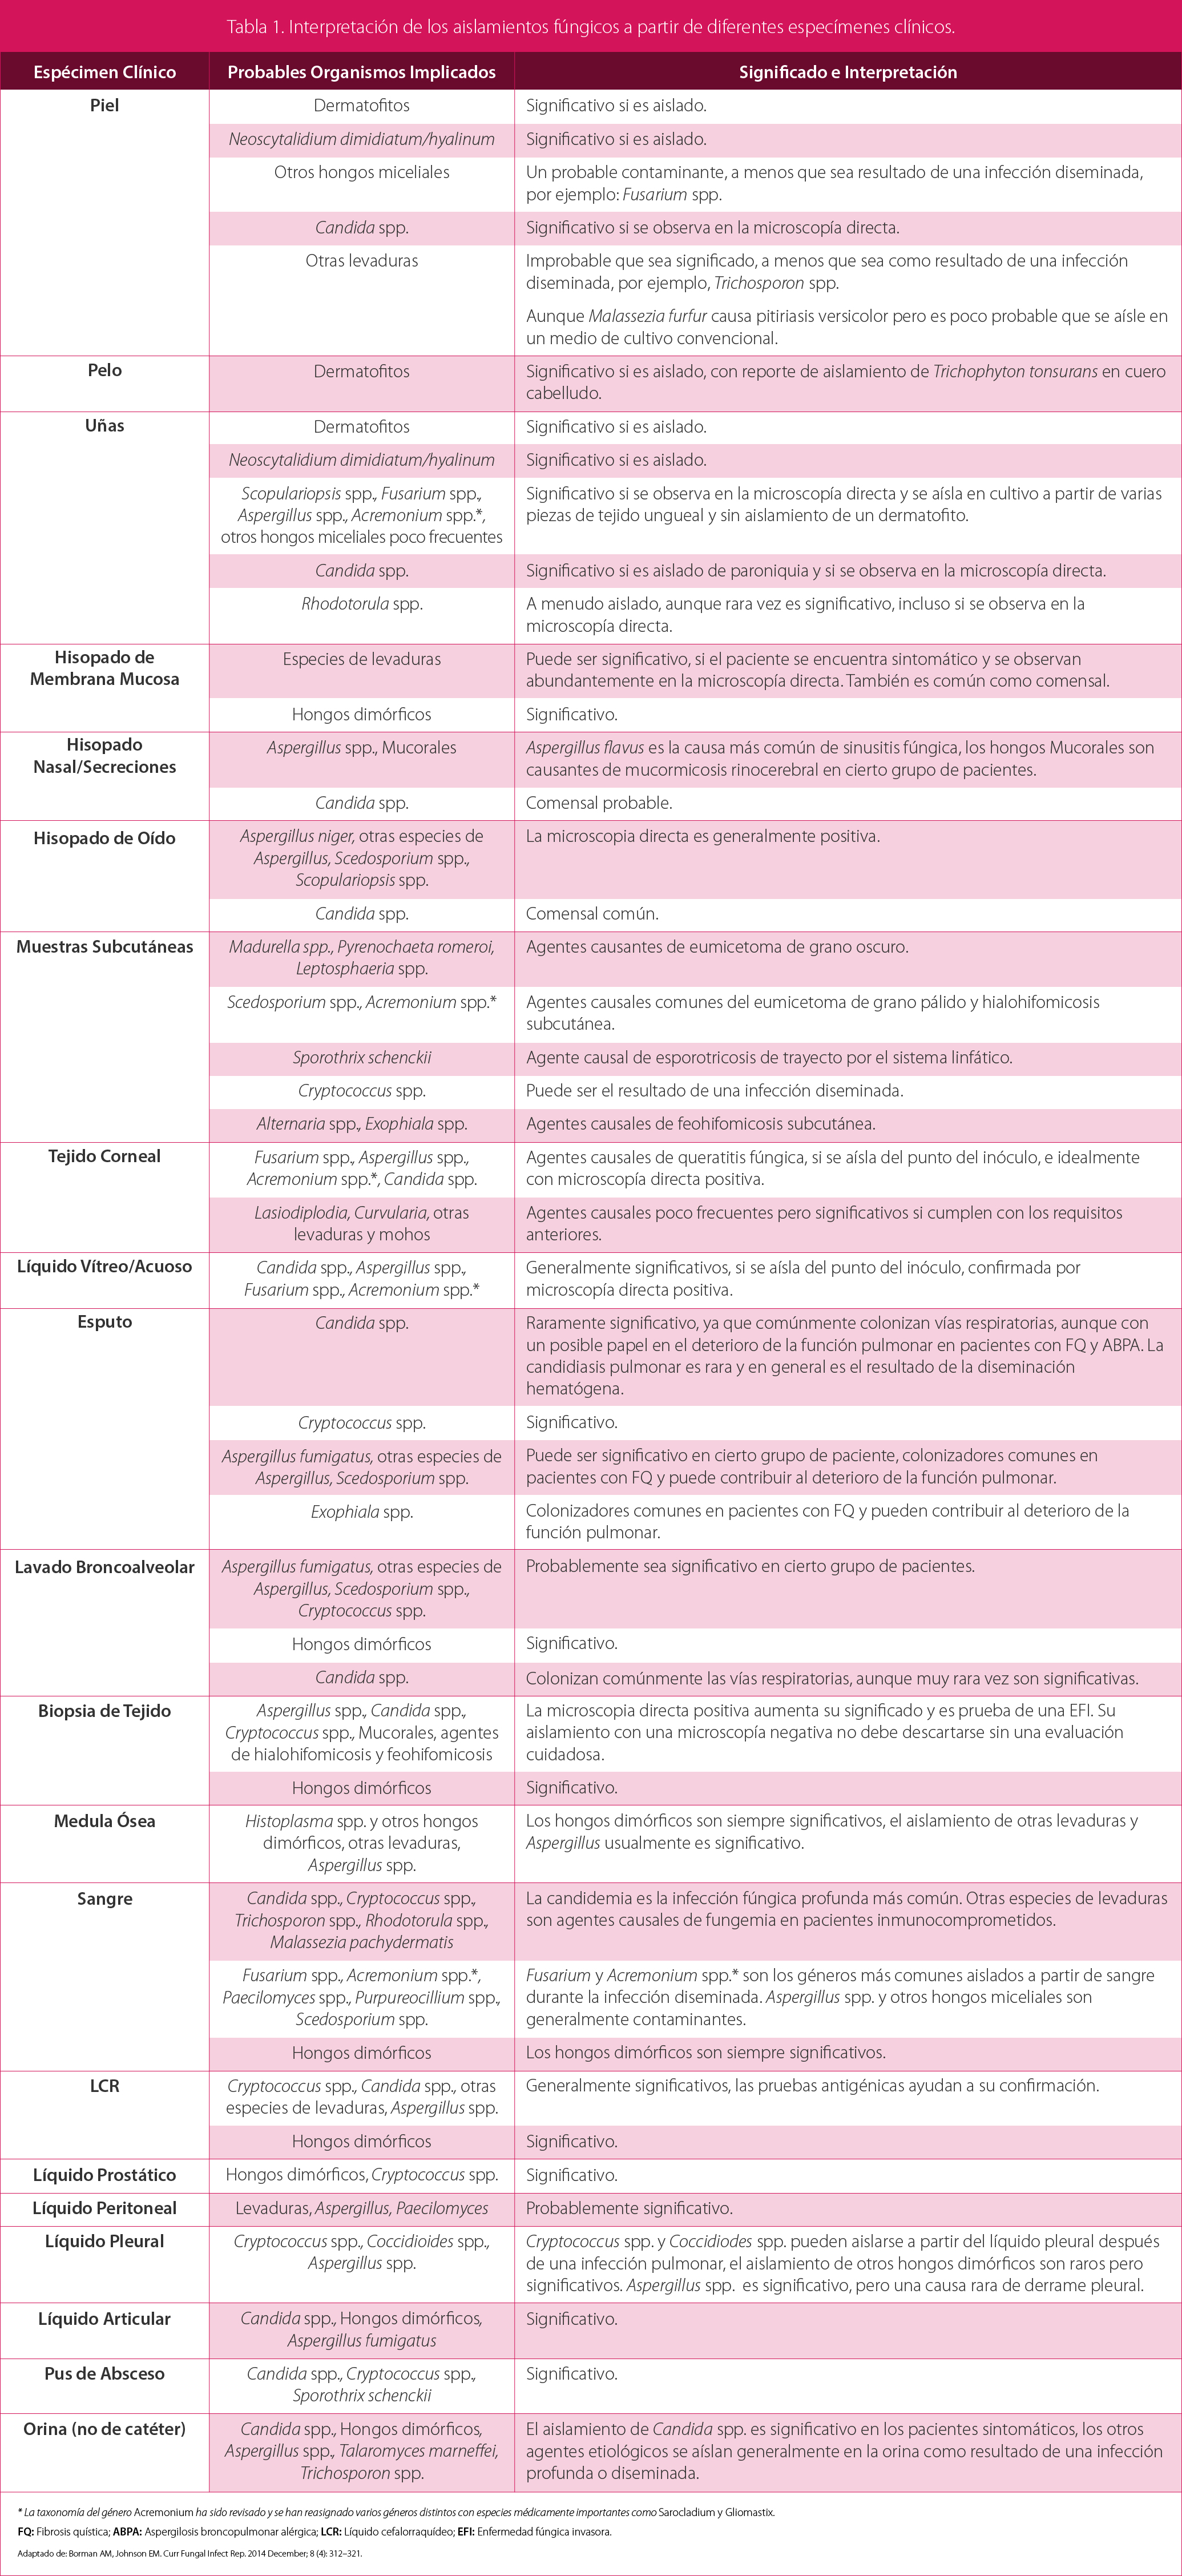 Tabla 1. Interpretación de los aislamientos fúngicos a partir de diferentes especímenes clínicos.
Espécimen Clínico
Probables Organismos Implicados
Significado e Interpretación
Piel
Dermatofitos
Significativo si es aislado.
Neoscytalidium dimidiatum/hyalinum
Significativo si es aislado.
Otros hongos miceliales
Un probable contaminante, a menos que sea resultado de una infección diseminada,
por ejemplo: Fusarium spp.
Candida spp.
Significativo si se observa en la microscopía directa.
Otras levaduras
Improbable que sea significado, a menos que sea como resultado de una infección
diseminada, por ejemplo, Trichosporon spp.
Aunque Malassezia furfur causa pitiriasis versicolor pero es poco probable que se aísle en
un medio de cultivo convencional.
Pelo
Dermatofitos
Significativo si es aislado, con reporte de aislamiento de Trichophyton tonsurans en cuero
cabelludo.
Uñas
Dermatofitos
Significativo si es aislado.
Neoscytalidium dimidiatum/hyalinum
Significativo si es aislado.
Scopulariopsis spp., Fusarium spp.,
Aspergillus spp., Acremonium spp.*,
otros hongos miceliales poco frecuentes
Significativo si se observa en la microscopía directa y se aísla en cultivo a partir de varias
piezas de tejido ungueal y sin aislamiento de un dermatofito.
Candida spp.
Significativo si es aislado de paroniquia y si se observa en la microscopía directa.
Rhodotorula spp.
A menudo aislado, aunque rara vez es significativo, incluso si se observa en la
microscopía directa.
Hisopado de
Membrana Mucosa
Especies de levaduras
Puede ser significativo, si el paciente se encuentra sintomático y se observan
abundantemente en la microscopía directa. También es común como comensal.
Hongos dimórficos
Significativo.
Hisopado
Nasal/Secreciones
Aspergillus spp., Mucorales
Aspergillus flavus es la causa más común de sinusitis fúngica, los hongos Mucorales son
causantes de mucormicosis rinocerebral en cierto grupo de pacientes.
Candida spp.
Comensal probable.
Hisopado de Oído
Aspergillus niger, otras especies de
Aspergillus, Scedosporium spp.,
Scopulariopsis spp.
La microscopia directa es generalmente positiva.
Candida spp.
Comensal común.
Muestras Subcutáneas
Madurella spp., Pyrenochaeta romeroi,
Leptosphaeria spp.
Agentes causantes de eumicetoma de grano oscuro.
Scedosporium spp., Acremonium spp.*
Agentes causales comunes del eumicetoma de grano pálido y hialohifomicosis
subcutánea.
Sporothrix schenckii
Agente causal de esporotricosis de trayecto por el sistema linfático.
Cryptococcus spp.
Puede ser el resultado de una infección diseminada.
Alternaria spp., Exophiala spp.
Agentes causales de feohifomicosis subcutánea.
Tejido Corneal
Fusarium spp., Aspergillus spp.,
Acremonium spp.*, Candida spp.
Agentes causales de queratitis fúngica, si se aísla del punto del inóculo, e idealmente
con microscopía directa positiva.
Lasiodiplodia, Curvularia, otras
levaduras y mohos
Agentes causales poco frecuentes pero significativos si cumplen con los requisitos
anteriores.
Líquido Vítreo/Acuoso
Candida spp., Aspergillus spp.,
Fusarium spp., Acremonium spp.*
Generalmente significativos, si se aísla del punto del inóculo, confirmada por
microscopía directa positiva.
Esputo
Candida spp.
Raramente significativo, ya que comúnmente colonizan vías respiratorias, aunque con
un posible papel en el deterioro de la función pulmonar en pacientes con FQ y ABPA. La
candidiasis pulmonar es rara y en general es el resultado de la diseminación
hematógena.
Cryptococcus spp.
Significativo.
Aspergillus fumigatus, otras especies de
Aspergillus, Scedosporium spp.
Puede ser significativo en cierto grupo de paciente, colonizadores comunes en
pacientes con FQ y puede contribuir al deterioro de la función pulmonar.
Exophiala spp.
Colonizadores comunes en pacientes con FQ y pueden contribuir al deterioro de la
función pulmonar.
Lavado Broncoalveolar
Aspergillus fumigatus, otras especies de
Aspergillus, Scedosporium spp.,
Cryptococcus spp.
Probablemente sea significativo en cierto grupo de pacientes.
Hongos dimórficos
Significativo.
Candida spp.
Colonizan comúnmente las vías respiratorias, aunque muy rara vez son significativas.
Biopsia de Tejido
Aspergillus spp., Candida spp.,
Cryptococcus spp., Mucorales, agentes
de hialohifomicosis y feohifomicosis
La microscopia directa positiva aumenta su significado y es prueba de una EFI. Su
aislamiento con una microscopía negativa no debe descartarse sin una evaluación
cuidadosa.
Hongos dimórficos
Significativo.
Medula Ósea
Histoplasma spp. y otros hongos
dimórficos, otras levaduras,
Aspergillus spp.
Los hongos dimórficos son siempre significativos, el aislamiento de otras levaduras y
Aspergillus usualmente es significativo.
Sangre
Candida spp., Cryptococcus spp.,
Trichosporon spp., Rhodotorula spp.,
Malassezia pachydermatis
La candidemia es la infección fúngica profunda más común. Otras especies de levaduras
son agentes causales de fungemia en pacientes inmunocomprometidos.
Fusarium spp., Acremonium spp.*,
Paecilomyces spp., Purpureocillium spp.,
Scedosporium spp.
Fusarium y Acremonium spp.* son los géneros más comunes aislados a partir de sangre
durante la infección diseminada. Aspergillus spp. y otros hongos miceliales son
generalmente contaminantes.
Hongos dimórficos
Los hongos dimórficos son siempre significativos.
LCR
Cryptococcus spp., Candida spp., otras
especies de levaduras, Aspergillus spp.
Generalmente significativos, las pruebas antigénicas ayudan a su confirmación.
Hongos dimórficos
Significativo.
Líquido Prostático
Hongos dimórficos, Cryptococcus spp.
Significativo.
Líquido Peritoneal
Levaduras, Aspergillus, Paecilomyces
Probablemente significativo.
Líquido Pleural
Cryptococcus spp., Coccidioides spp.,
Aspergillus spp.
Cryptococcus spp. y Coccidiodes spp. pueden aislarse a partir del líquido pleural después
de una infección pulmonar, el aislamiento de otros hongos dimórficos son raros pero
significativos. Aspergillus spp. es significativo, pero una causa rara de derrame pleural.
Líquido Articular
Candida spp., Hongos dimórficos,
Aspergillus fumigatus
Significativo.
Pus de Absceso
Candida spp., Cryptococcus spp.,
Sporothrix schenckii
Significativo.
Orina (no de catéter)
Candida spp., Hongos dimórficos,
Aspergillus spp., Talaromyces marneffei,
Trichosporon spp.
El aislamiento de Candida spp. es significativo en los pacientes sintomáticos, los otros
agentes etiológicos se aíslan generalmente en la orina como resultado de una infección
profunda o diseminada.
* La taxonomía del género Acremonium ha sido revisado y se han reasignado varios géneros distintos con especies médicamente importantes como Sarocladium y Gliomastix.
FQ: Fibrosis quística; ABPA: Aspergilosis broncopulmonar alérgica; LCR: Líquido cefalorraquídeo; EFI: Enfermedad fúngica invasora.
Adaptado de: Borman AM, Johnson EM. Curr Fungal Infect Rep. 2014 December; 8 (4): 312–321.